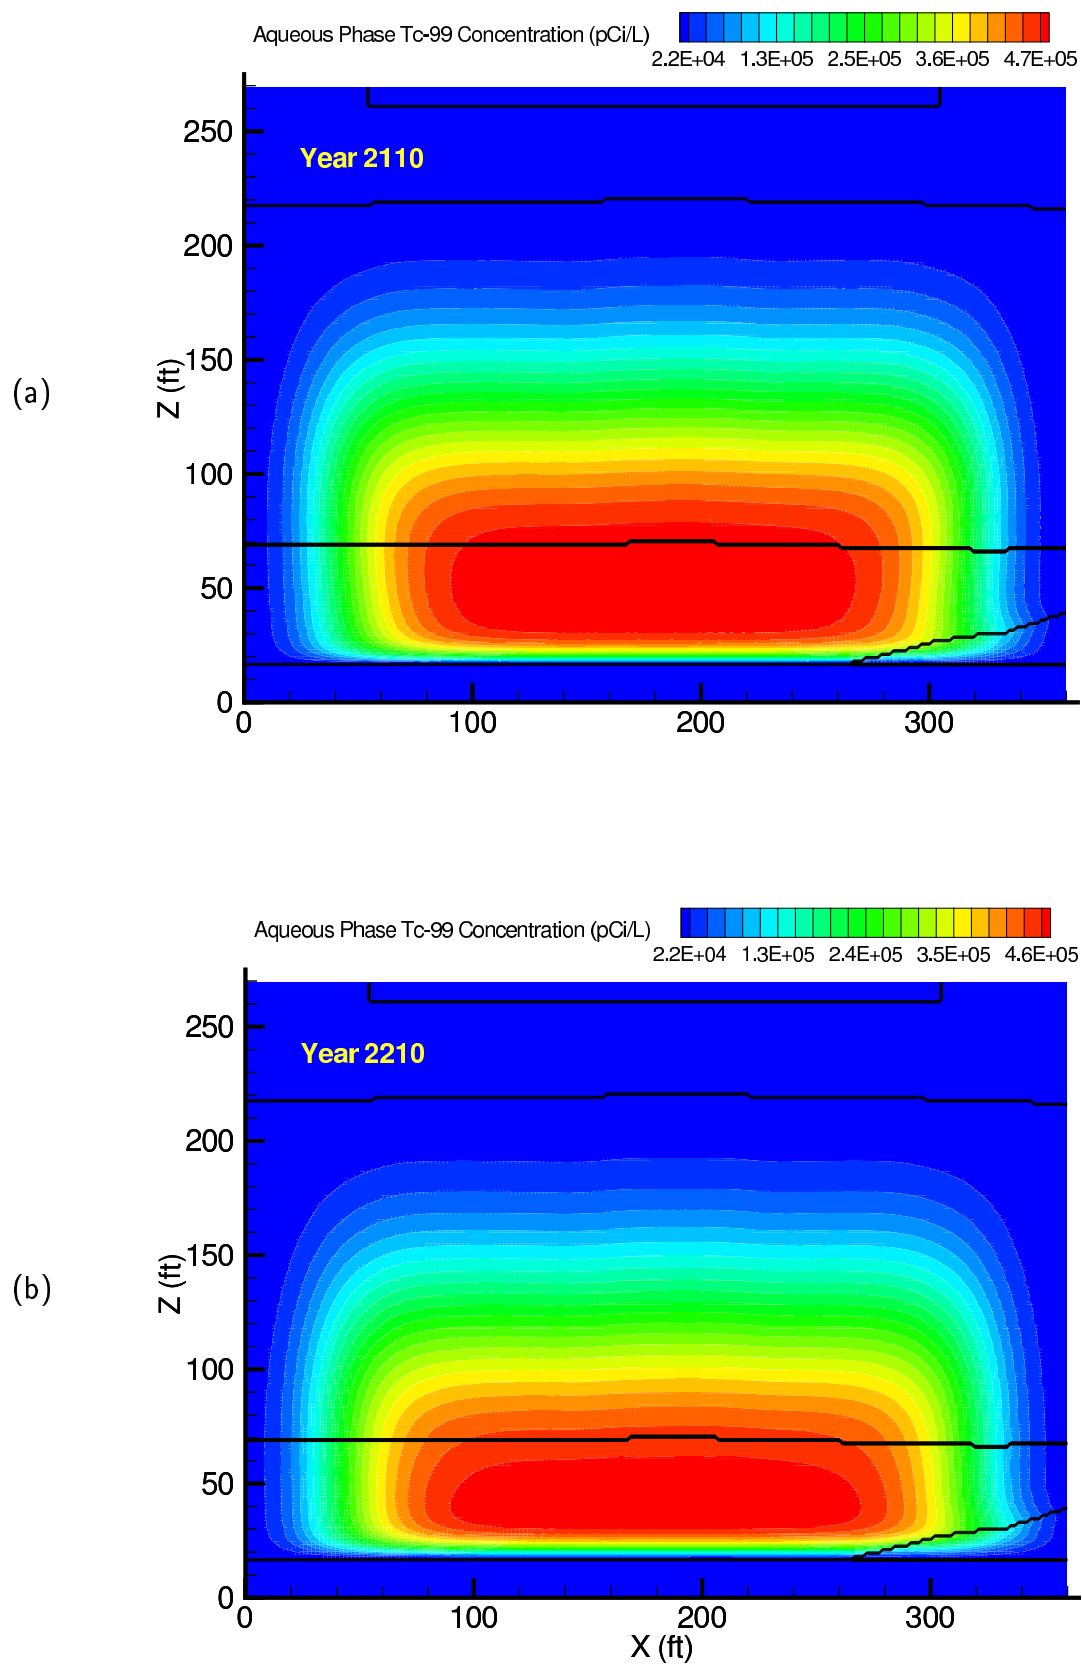 Aqueous Phase Tc-99 Concentration (pCi/L)
2.2E+04 1.3E+05 2.5E+05 3.6E+05 4.7E+05
Year 2110
(a)
Z (ft)
250
200
150
100
50
0
0 100 200 300
Aqueous Phase Tc-99 Concentration (pCi/L)
2.2E+04 1.3E+05 2.4E+05 3.5E+05 4.6E+05
Year 2210
(b)
Z (ft)
250
200
150
100
50
0
0 100 200 300
X (ft)